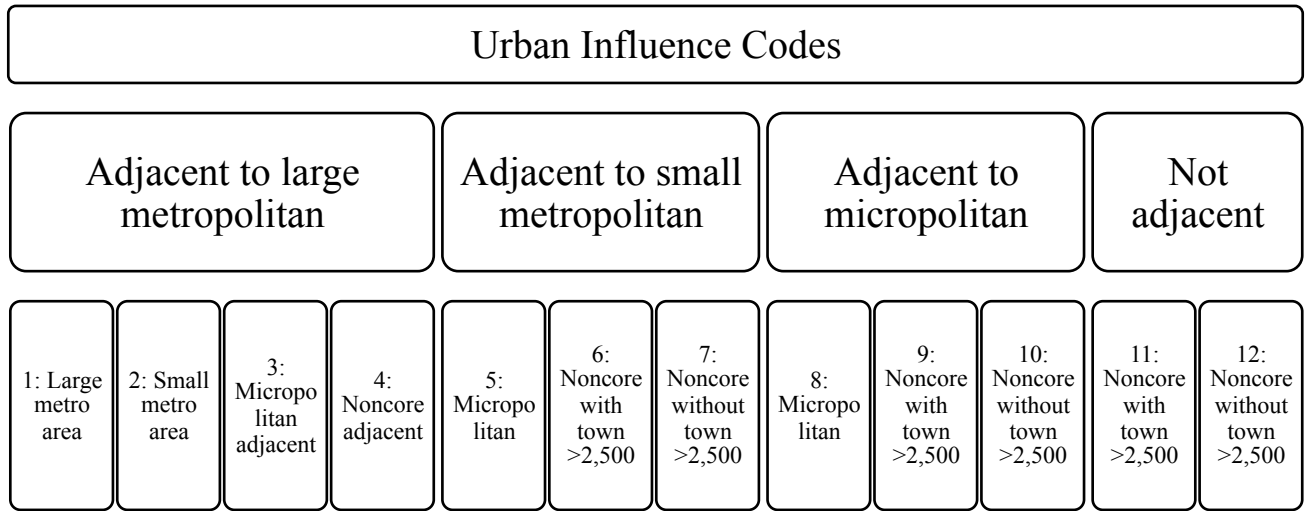 Urban Influence Codes
Adjacent to large
metropolitan
Adjacent to small
metropolitan
Adjacent to
micropolitan
Not
adjacent
1: Large
metro
area
2: Small
metro
area
3:
Micropo
litan
adjacent
4:
Noncore
adjacent
5:
Micropo
litan
6:
Noncore
with
town
>2,500
7:
Noncore
without
town
>2,500
8:
Micropo
litan
9:
Noncore
with
town
>2,500
10:
Noncore
without
town
>2,500
11:
Noncore
with
town
>2,500
12:
Noncore
without
town
>2,500